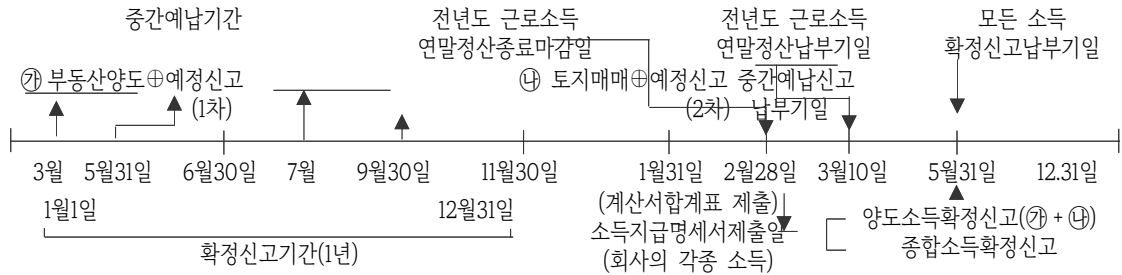 중간예납기간
전년도 근로소득
연말정산종료마감일
전년도 근로소득
연말정산납부기일
모든 소득
확정신고납부기일
㉮ 부동산양도⊕예정신고
(1차)
㉯ 토지매매⊕예정신고
(2차)
중간예납신고
납부기일
3월 5월31일 6월30일 7월 9월30일 11월30일 1월31일 2월28일 3월10일 5월31일 12.31일
1월1일 12월31일
확정신고기간(1년)
(계산서합계표 제출)
소득지급명세서제출일
(회사의 각종 소득)
양도소득확정신고(㉮ + ㉯)
종합소득확정신고